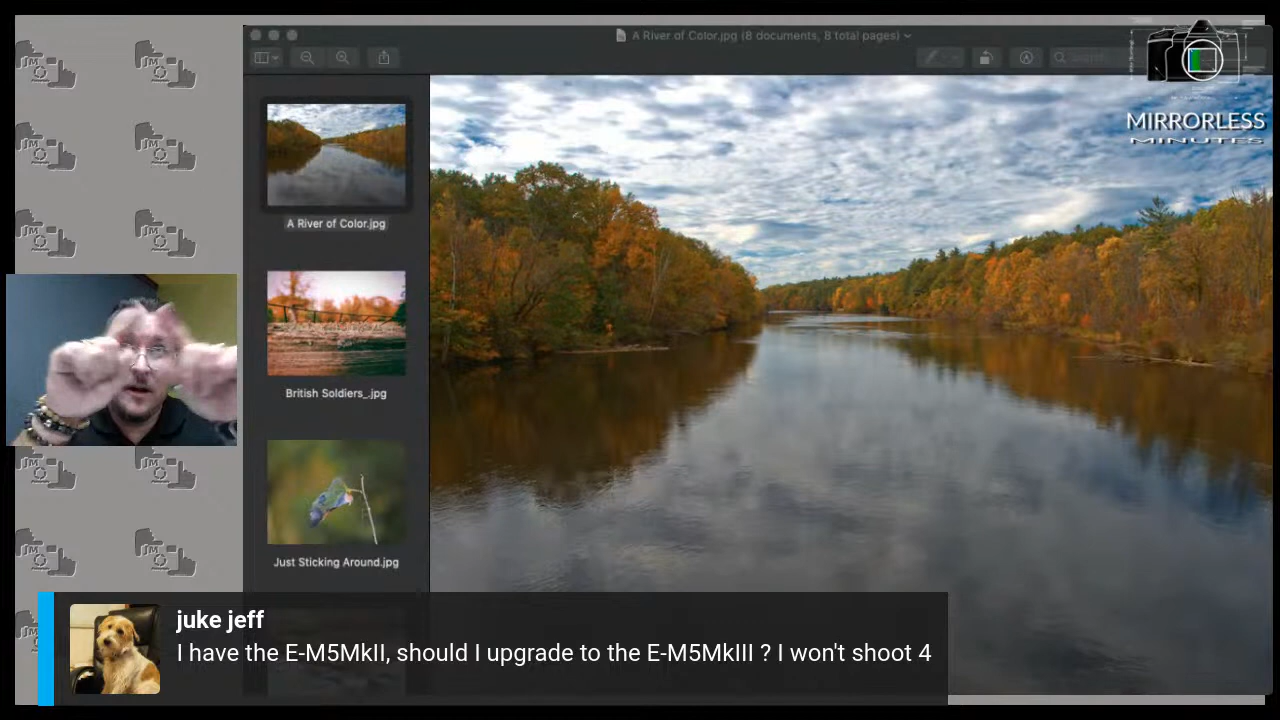 A River of Color.jpg (8 documents, 8 total pages)
MIRRORLESS
MINUTES
A River of Color.jpg
British Soldiers_.jpg
Just Sticking Around.jpg
juke jeff
I have the E-M5MkII, should I upgrade to the E-M5MkIII ? I won't shoot 4